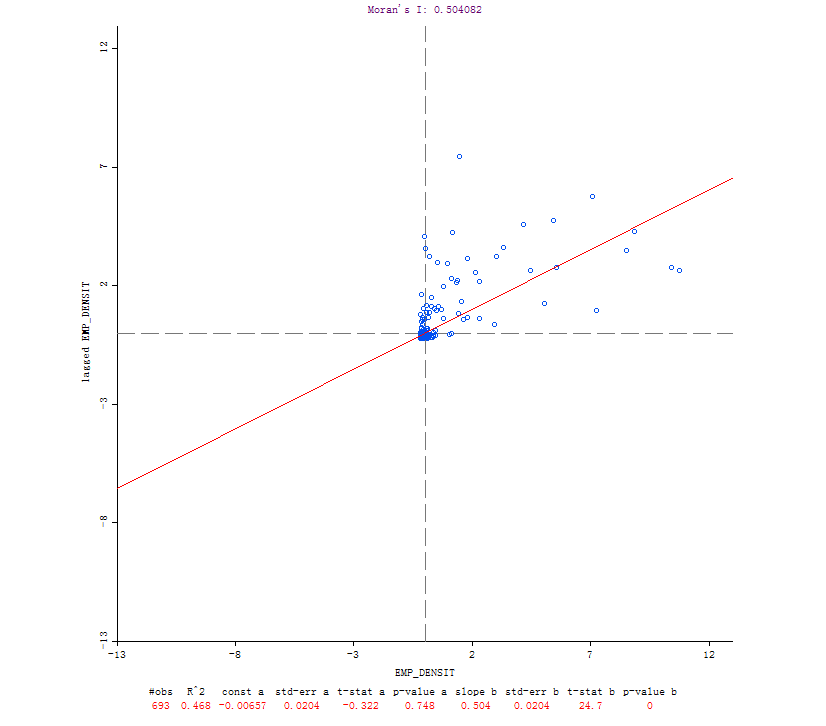 Moran's I: 0.504082
12
7
2
-3
-8
-13
lagged EMP_DENSIT
-13 -8 -3 2 7 12
EMP_DENSIT
#obs R^2 const a std-err a t-stat a p-value a slope b std-err b t-stat b p-value b
693 0.468 -0.00657 0.0204 -0.322 0.748 0.504 0.0204 24.7 0